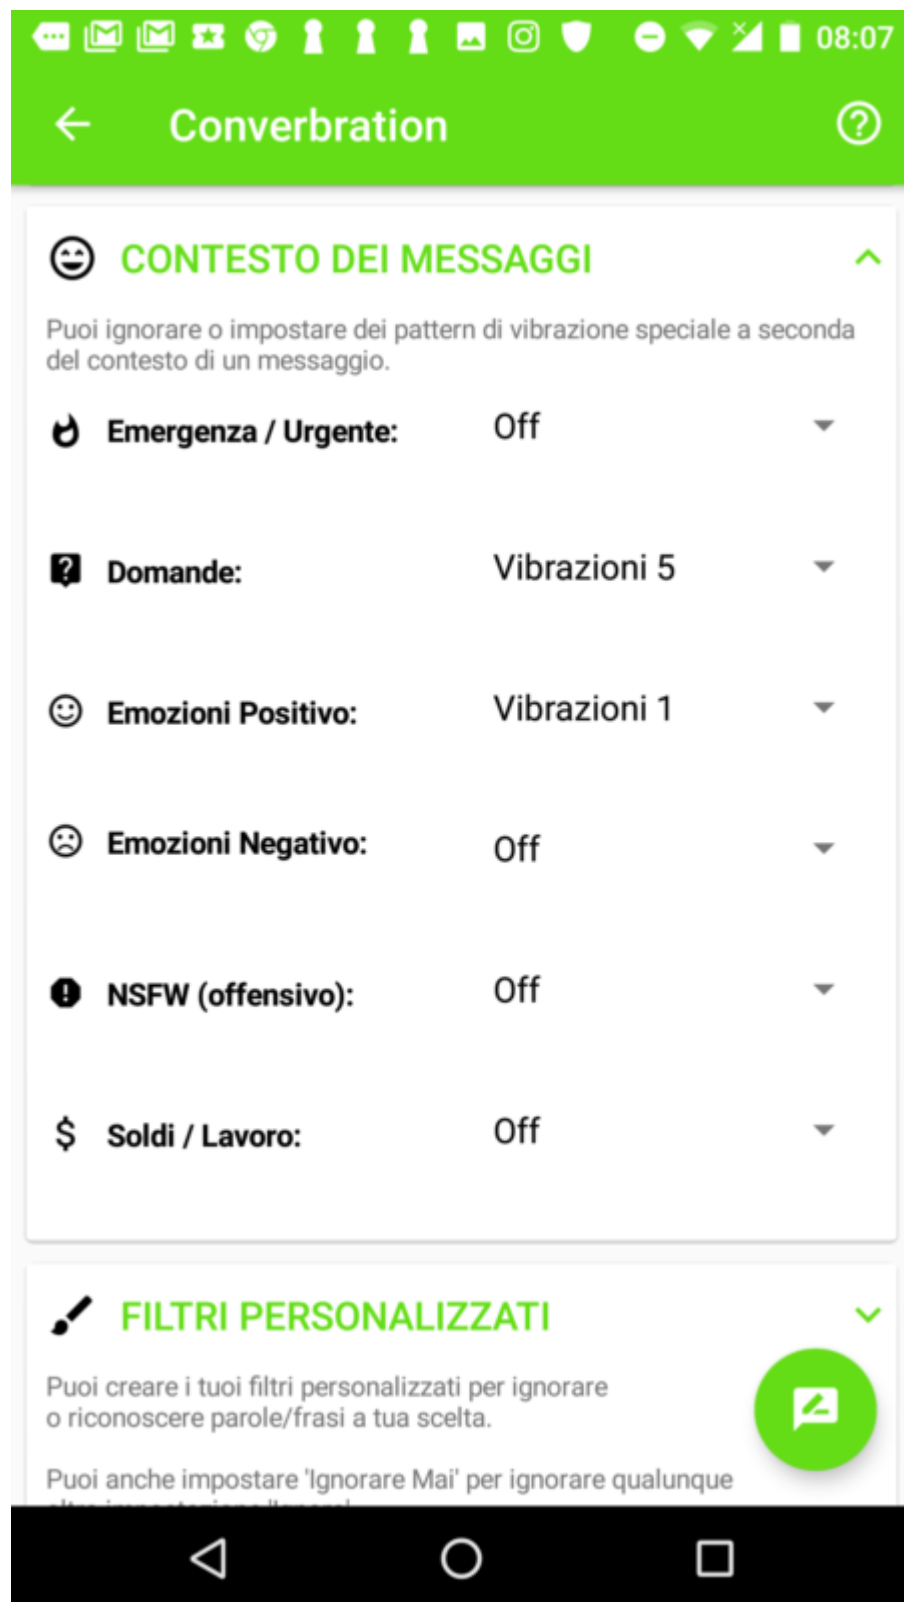 08:07
Converbration
CONTESTO DEI MESSAGGI
Puoi ignorare o impostare dei pattern di vibrazione speciale a seconda
del contesto di un messaggio.
Emergenza / Urgente: Off
Domande: Vibrazioni 5
Emozioni Positivo: Vibrazioni 1
Emozioni Negativo: Off
NSFW (offensivo): Off
Soldi / Lavoro: Off
FILTRI PERSONALIZZATI
Puoi creare i tuoi filtri personalizzati per ignorare
o riconoscere parole/frasi a tua scelta.
Puoi anche impostare 'Ignorare Mai' per ignorare qualunque